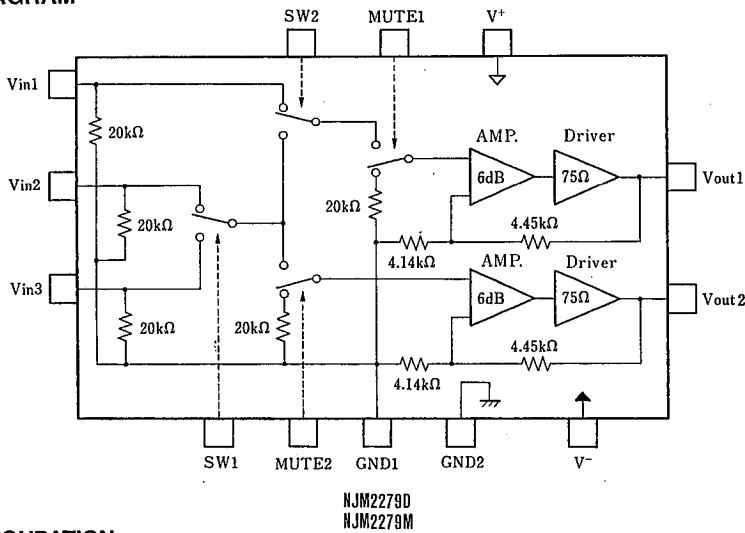 SW2 MUTE1 V+
Vin1
20kΩ
AMP. Driver
6dB 75Ω
Vout1
Vin2
20kΩ
20kΩ
4.45kΩ
4.14kΩ
AMP. Driver
Vin3
6dB 75Ω
Vout2
20kΩ
20kΩ
4.45kΩ
4.14kΩ
SW1 MUTE2 GND1 GND2 V-
NJM2279D
NJM2279M